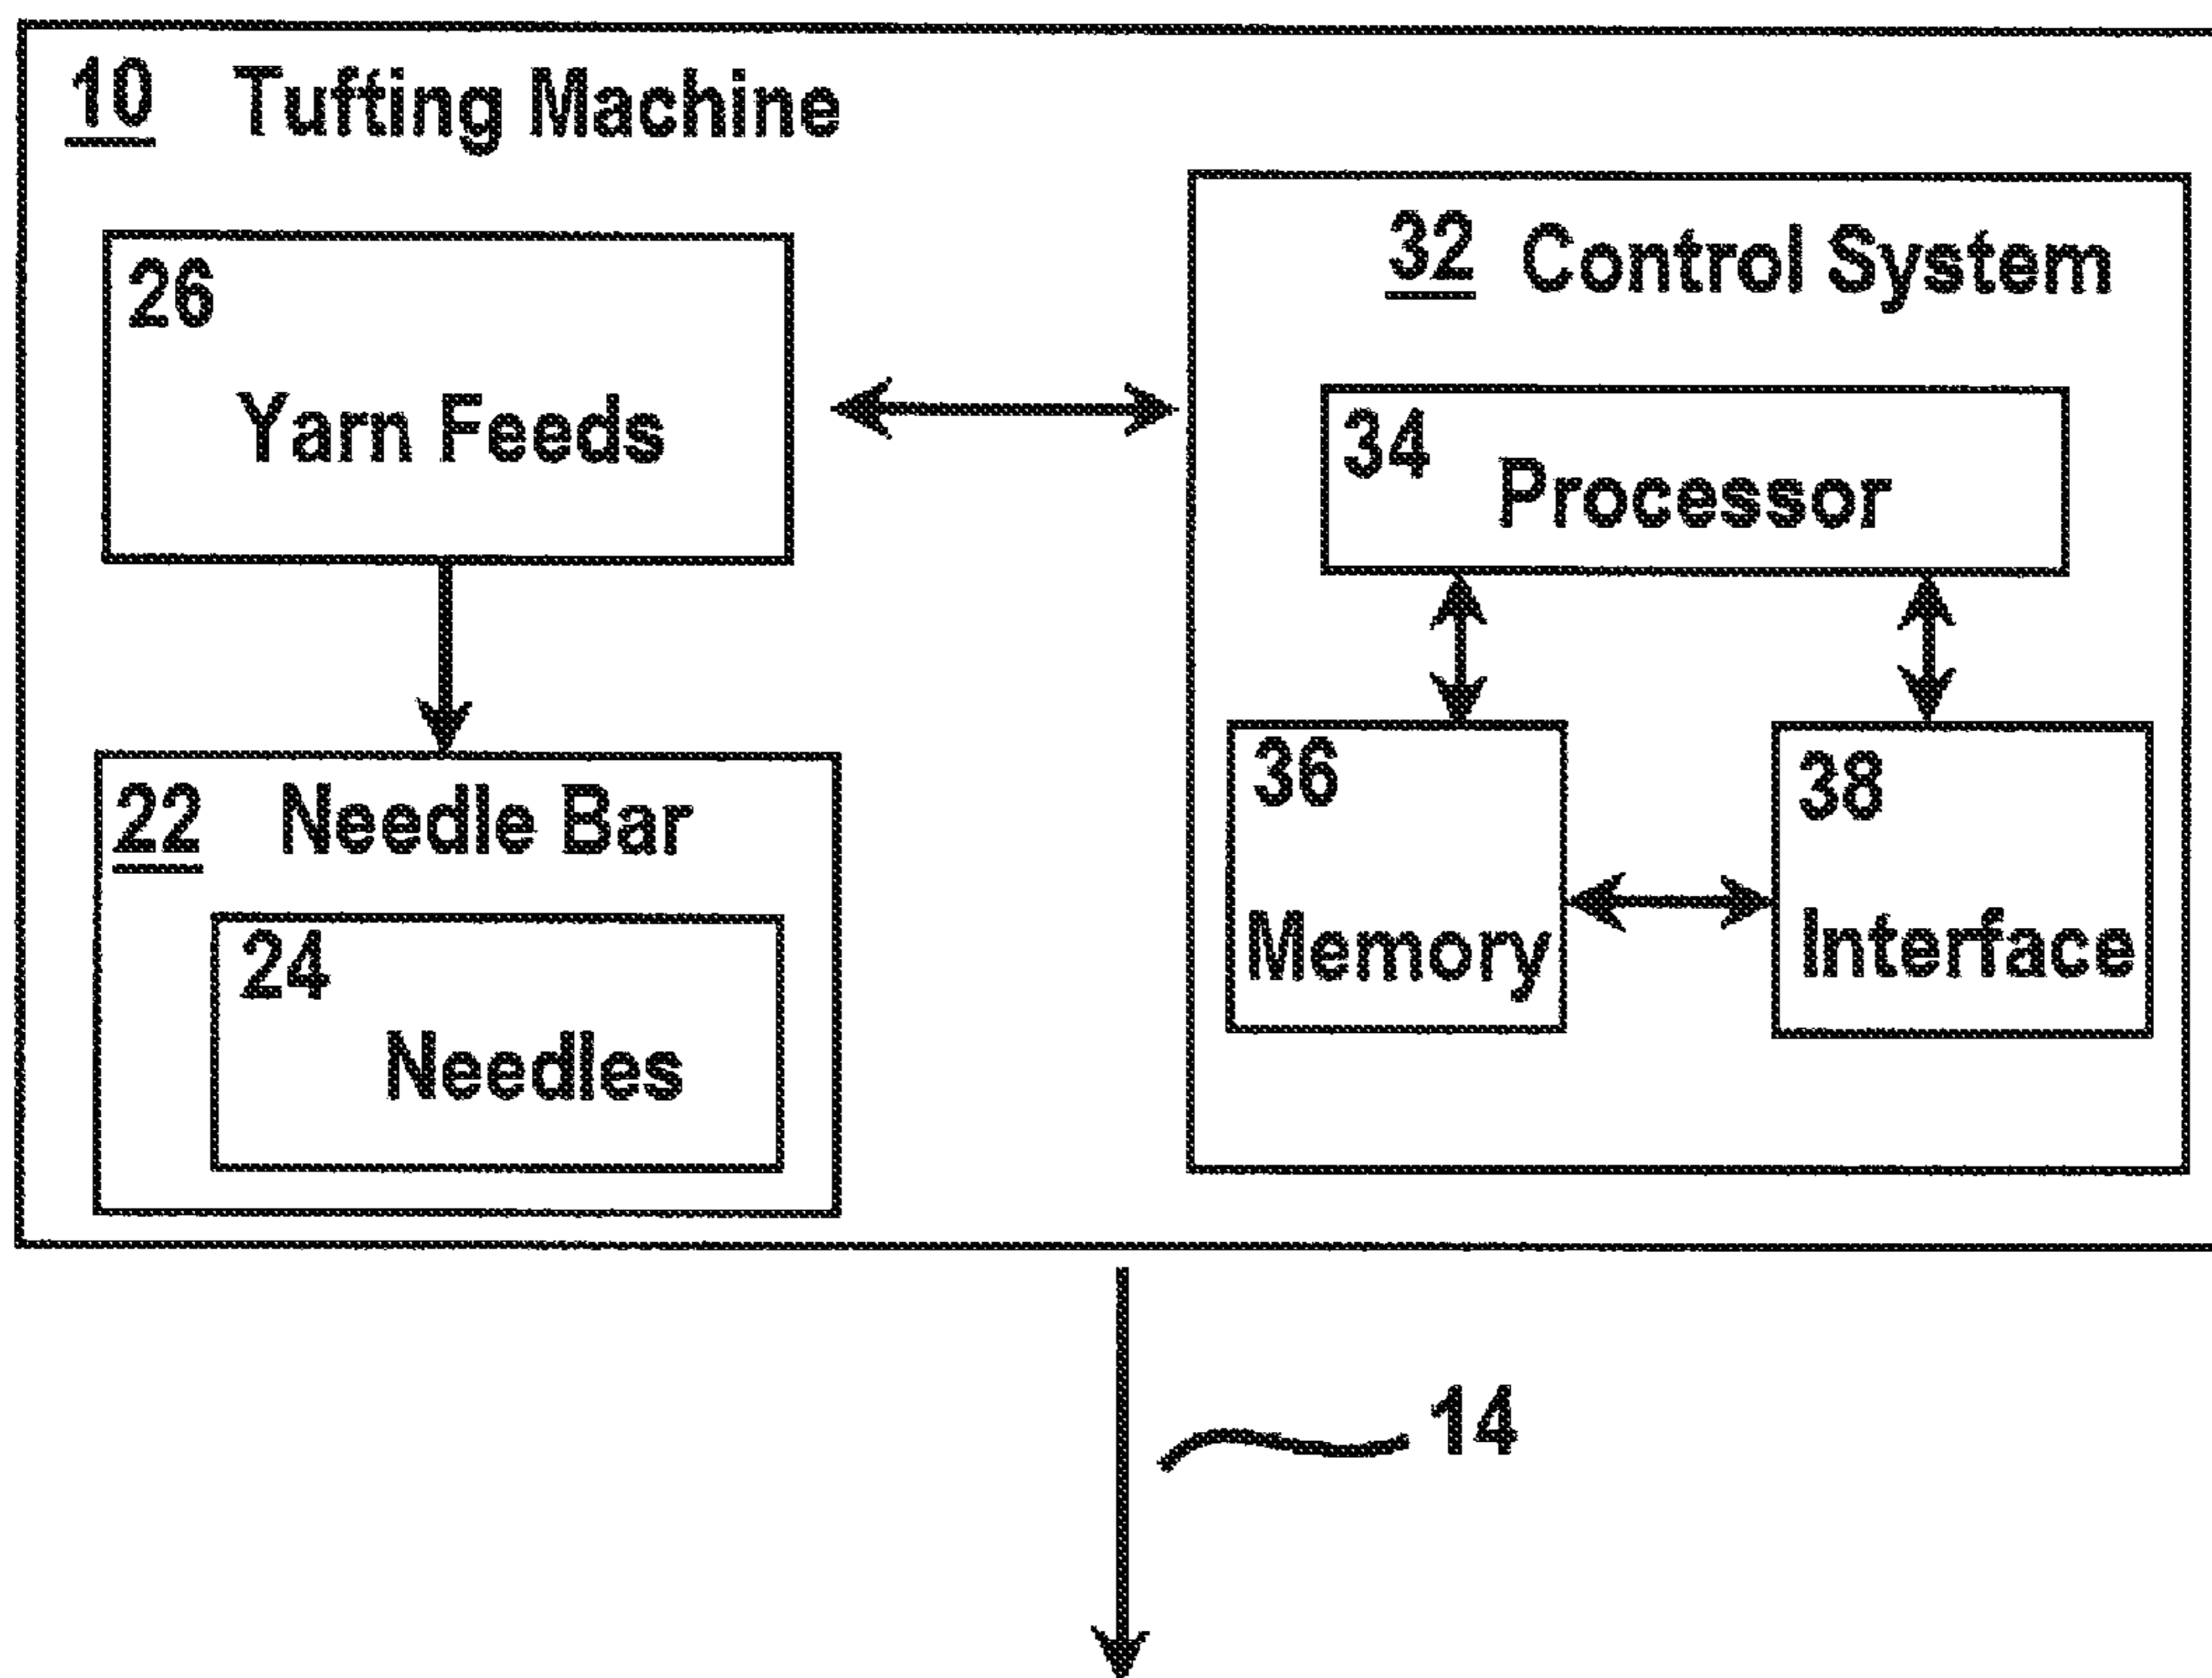 10 Tufting Machine
26
Yarn Feeds
22 Needle Bar
24
Needles
32 Control System
34
Processor
36
Memory
38
Interface
14